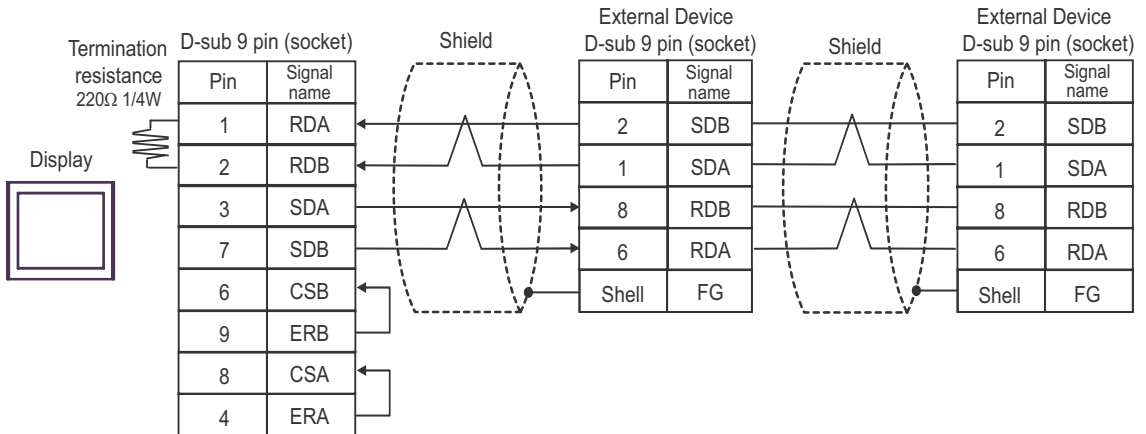 Display
Termination
resistance
220Ω 1/4W
D-sub 9 pin (socket)
Pin Signal name
1 RDA
2 RDB
3 SDA
7 SDB
6 CSB
9 ERB
8 CSA
4 ERA
Shield
External Device
D-sub 9 pin (socket)
Pin Signal name
2 SDB
1 SDA
8 RDB
6 RDA
Shell FG
Shield
External Device
D-sub 9 pin (socket)
Pin Signal name
2 SDB
1 SDA
8 RDB
6 RDA
Shell FG